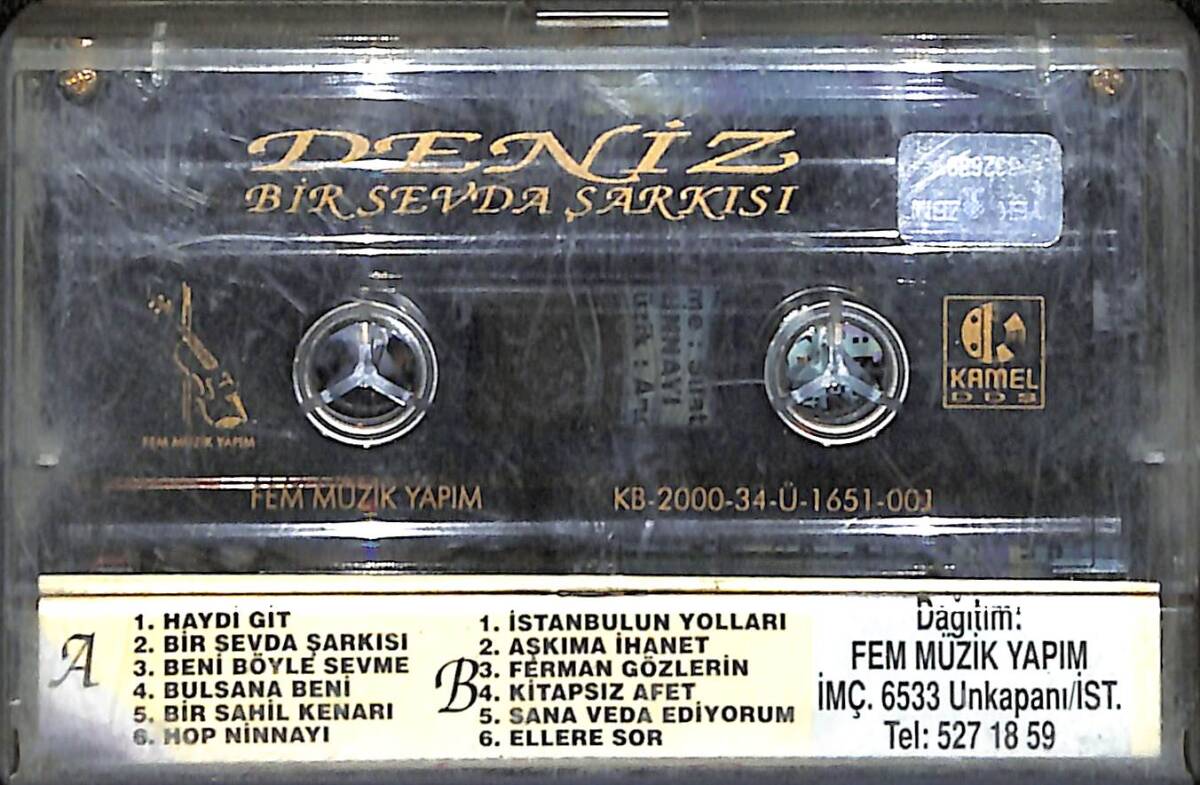 DENİZ
BİR SEVDA ŞARKISI
FEM MÜZİK YAPIM
KAMEL
DDS
FEM MÜZİK YAPIM
KB-2000-34-Ü-1651-001
A
1. HAYDİ GİT
2. BİR SEVDA ŞARKISI
3. BENİ BÖYLE SEVME
4. BULSANA BENİ
5. BİR SAHİL KENARI
6. HOP NİNNAYI
B
1. İSTANBULUN YOLLARI
2. AŞKIMA İHANET
3. FERMAN GÖZLERİN
4. KİTAPSIZ AFET
5. SANA VEDA EDİYORUM
6. ELLERE SOR
Dağıtım:
FEM MÜZİK YAPIM
İMÇ. 6533 Unkapanı/İST.
Tel: 527 18 59